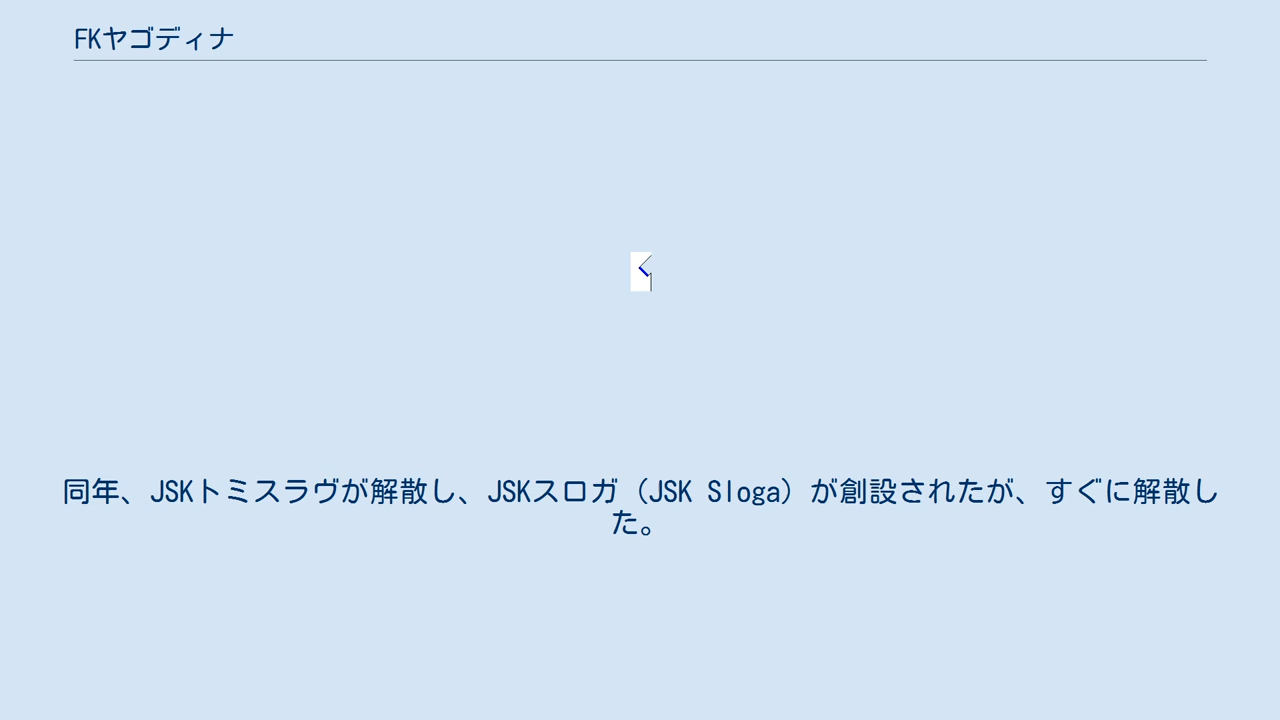 FKヤゴディナ
同年、JSKトミスラヴが解散し、JSKスロガ（JSK Sloga）が創設されたが、すぐに解散し
た。